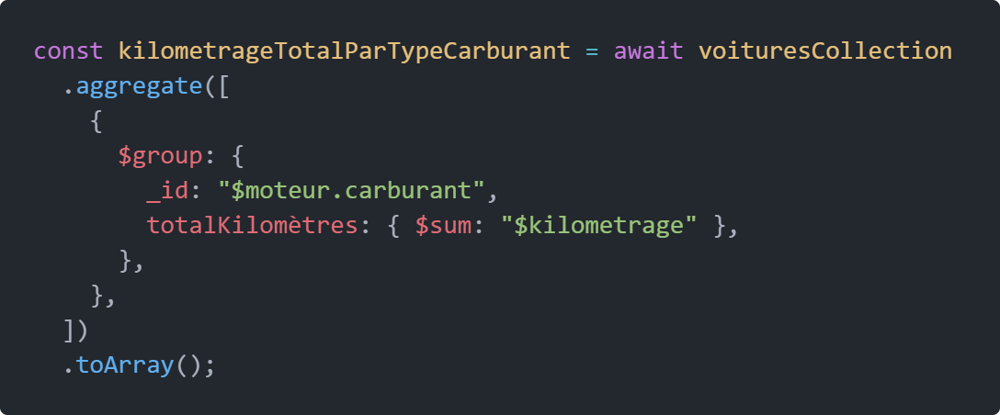 const kilometrageTotalParTypeCarburant = await voituresCollection
  .aggregate([
    {
      $group: {
        _id: "$moteur.carburant",
        totalKilomètres: { $sum: "$kilometrage" },
      },
    },
  ])
  .toArray();